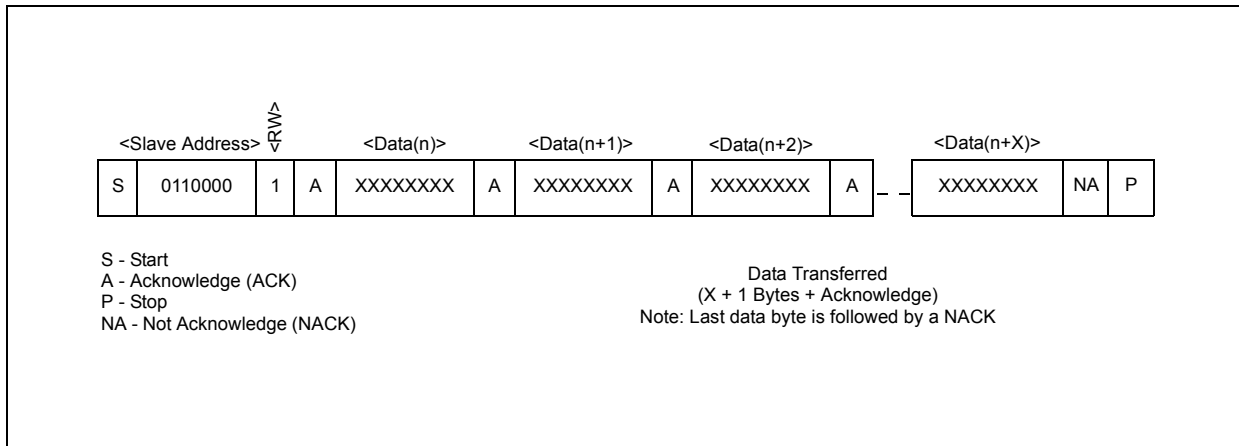 <RW>
<Slave Address> <Data(n)> <Data(n+1)> <Data(n+2)> <Data(n+X)>
S 0110000 1 A XXXXXXXX A XXXXXXXX A XXXXXXXX A XXXXXXXX NA P
S - Start
A - Acknowledge (ACK)
P - Stop
NA - Not Acknowledge (NACK)
Data Transferred
(X + 1 Bytes + Acknowledge)
Note: Last data byte is followed by a NACK